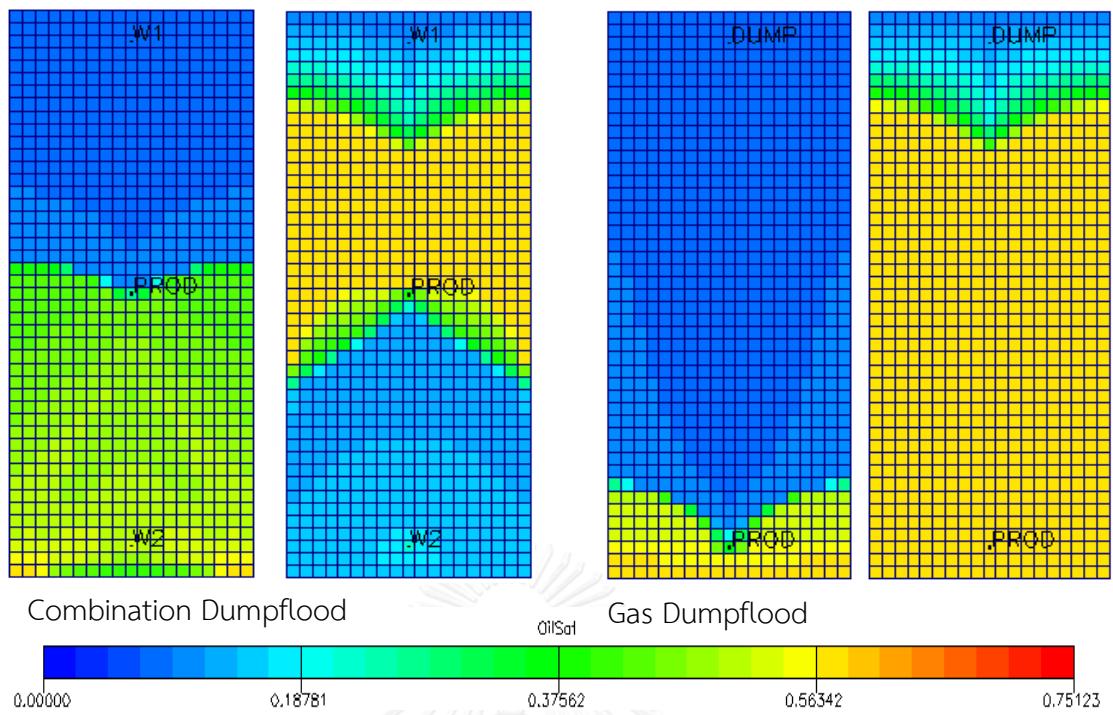 .W1 .W1 .DUMP .DUMP
.PROD .PROD
.W2 .W2 .PROD .PROD
Combination Dumpflood Gas Dumpflood
OilSat
0.00000 0.18781 0.37562 0.56342 0.75123